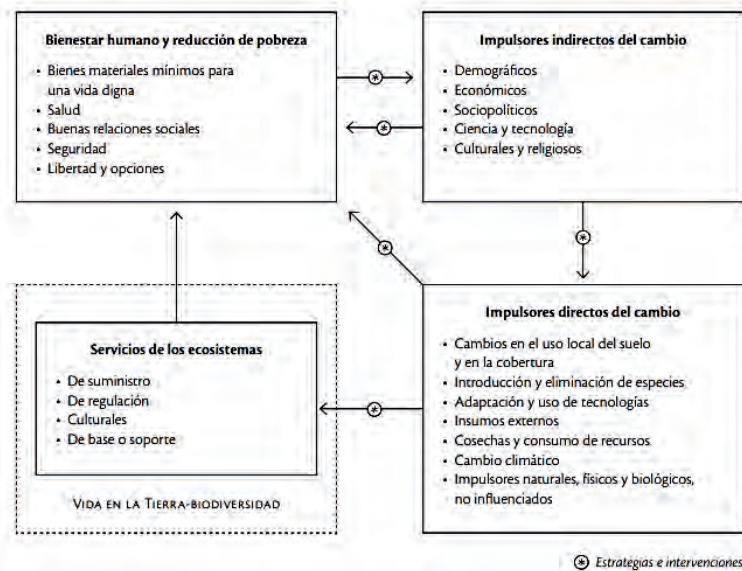 Bienestar humano y reducción de pobreza
• Bienes materiales mínimos para
una vida digna
• Salud
• Buenas relaciones sociales
• Seguridad
• Libertad y opciones
Impulsores indirectos del cambio
• Demográficos
• Económicos
• Sociopolíticos
• Ciencia y tecnología
• Culturales y religiosos
Servicios de los ecosistemas
• De suministro
• De regulación
• Culturales
• De base o soporte
VIDA EN LA TIERRA-BIODIVERSIDAD
Impulsores directos del cambio
• Cambios en el uso local del suelo
y en la cobertura
• Introducción y eliminación de especies
• Adaptación y uso de tecnologías
• Insumos externos
• Cosechas y consumo de recursos
• Cambio climático
• Impulsores naturales, físicos y biológicos,
no influenciados
⊛ Estrategias e intervenciones